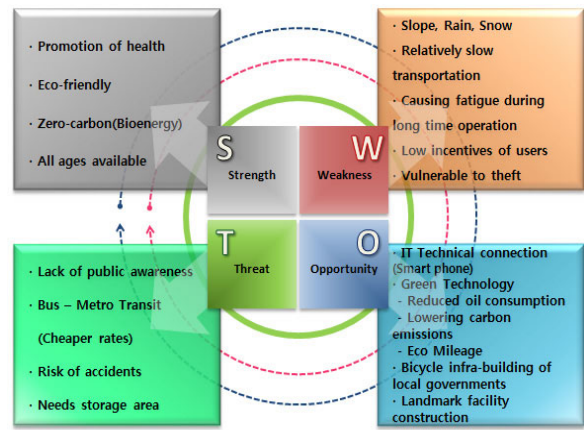 · Promotion of health
· Eco-friendly
· Zero-carbon(Bioenergy)
· All ages available
· Slope, Rain, Snow
· Relatively slow
transportation
· Causing fatigue during
long time operation
· Low incentives of users
· Vulnerable to theft
S
Strength
W
Weakness
T
Threat
O
Opportunity
· Lack of public awareness
· Bus – Metro Transit
(Cheaper rates)
· Risk of accidents
· Needs storage area
· IT Technical connection
(Smart phone)
· Green Technology
- Reduced oil consumption
- Lowering carbon
emissions
- Eco Mileage
· Bicycle infra-building of
local governments
· Landmark facility
construction